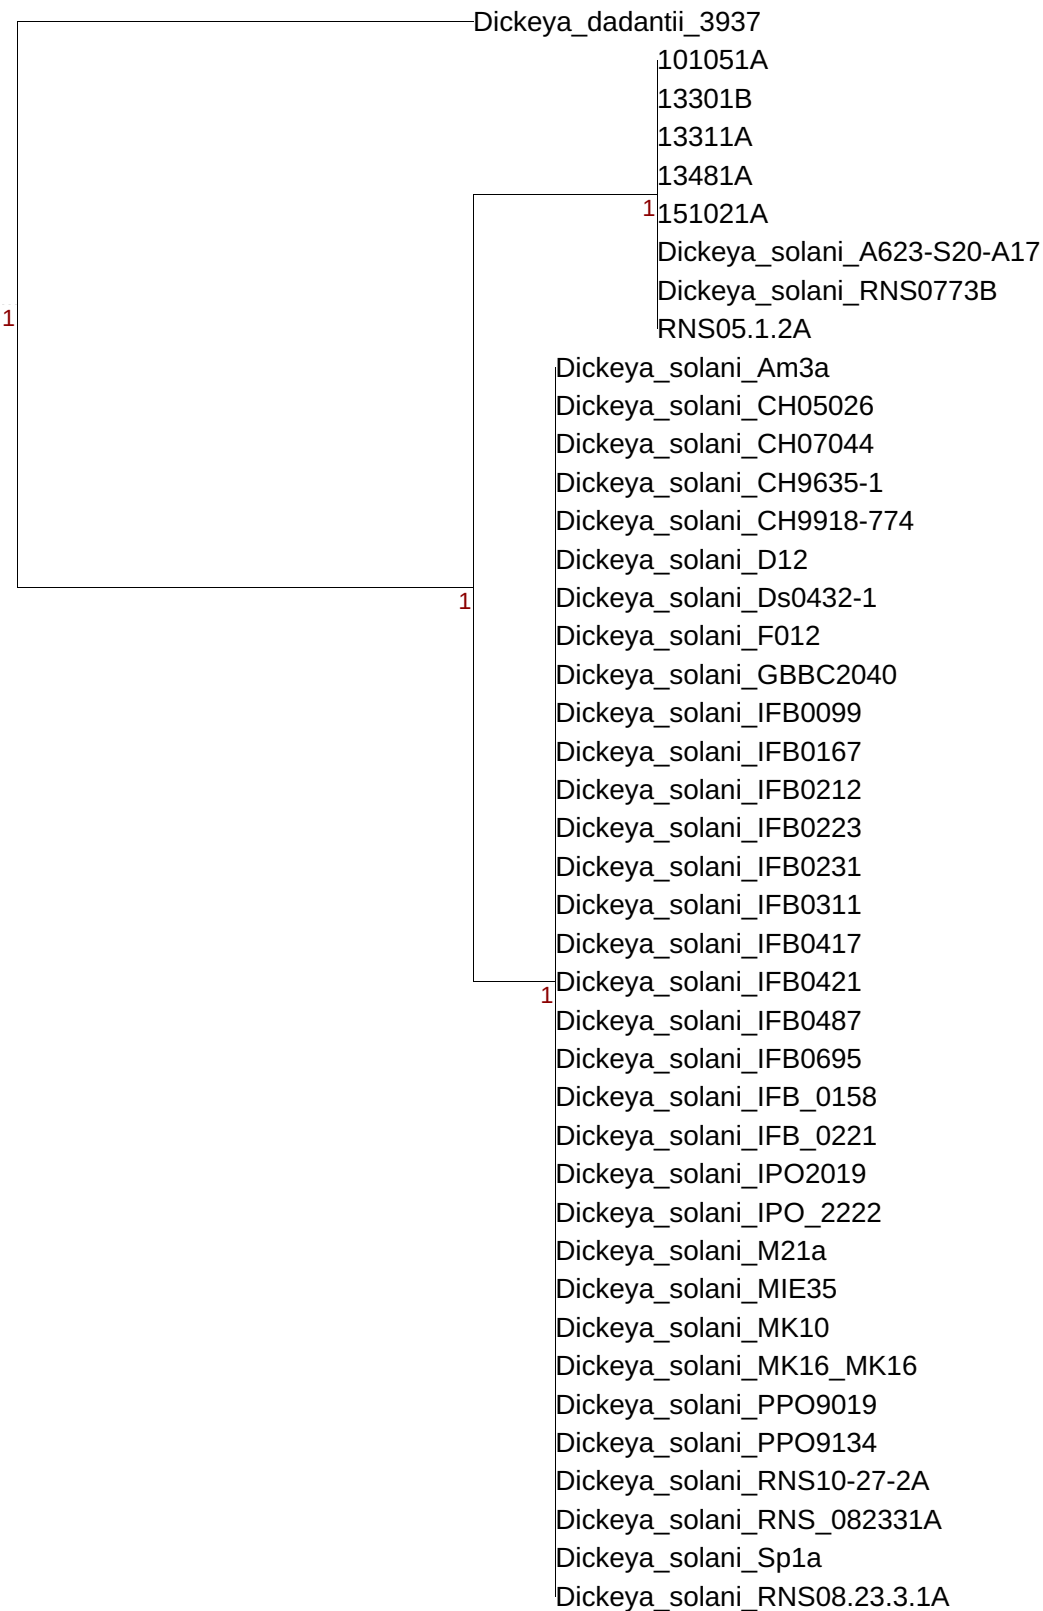 Dickeya_dadantii_3937
101051A
13301B
13311A
13481A
1
151021A
Dickeya_solani_A623-S20-A17
Dickeya_solani_RNS0773B
1
RNS05.1.2A
Dickeya_solani_Am3a
Dickeya_solani_CH05026
Dickeya_solani_CH07044
Dickeya_solani_CH9635-1
Dickeya_solani_CH9918-774
Dickeya_solani_D12
1
Dickeya_solani_Ds0432-1
Dickeya_solani_F012
Dickeya_solani_GBBC2040
Dickeya_solani_IFB0099
Dickeya_solani_IFB0167
Dickeya_solani_IFB0212
Dickeya_solani_IFB0223
Dickeya_solani_IFB0231
Dickeya_solani_IFB0311
Dickeya_solani_IFB0417
Dickeya_solani_IFB0421
1
Dickeya_solani_IFB0487
Dickeya_solani_IFB0695
Dickeya_solani_IFB_0158
Dickeya_solani_IFB_0221
Dickeya_solani_IPO2019
Dickeya_solani_IPO_2222
Dickeya_solani_M21a
Dickeya_solani_MIE35
Dickeya_solani_MK10
Dickeya_solani_MK16_MK16
Dickeya_solani_PPO9019
Dickeya_solani_PPO9134
Dickeya_solani_RNS10-27-2A
Dickeya_solani_RNS_082331A
Dickeya_solani_Sp1a
Dickeya_solani_RNS08.23.3.1A